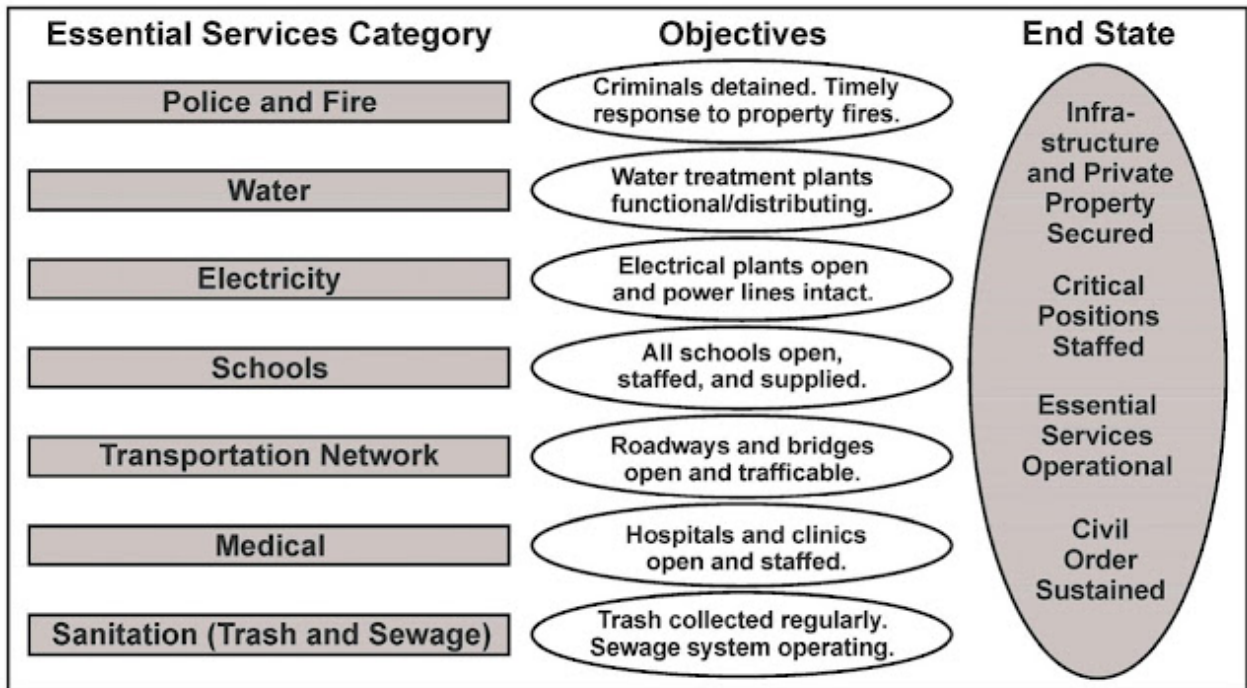 Essential Services Category
Objectives
End State
Police and Fire
Criminals detained. Timely
response to property fires.
Water
Water treatment plants
functional/distributing.
Electricity
Electrical plants open
and power lines intact.
Schools
All schools open,
staffed, and supplied.
Transportation Network
Roadways and bridges
open and trafficable.
Medical
Hospitals and clinics
open and staffed.
Sanitation (Trash and Sewage)
Trash collected regularly.
Sewage system operating.
Infra-
structure
and Private
Property
Secured
Critical
Positions
Staffed
Essential
Services
Operational
Civil
Order
Sustained